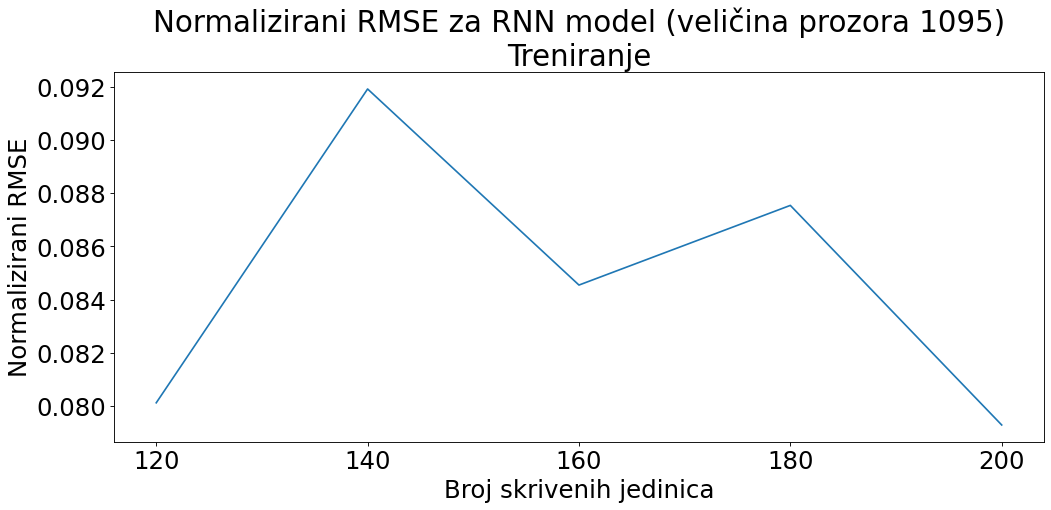 Normalizirani RMSE za RNN model (veličina prozora 1095)
Treniranje
Normalizirani RMSE
0.092
0.090
0.088
0.086
0.084
0.082
0.080
120 140 160 180 200
Broj skrivenih jedinica